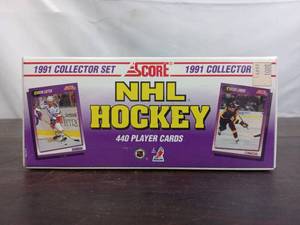 1991 COLLECTOR SET SCORE 1991 COLLECTOR
NHL
HOCKEY
440 PLAYER CARDS